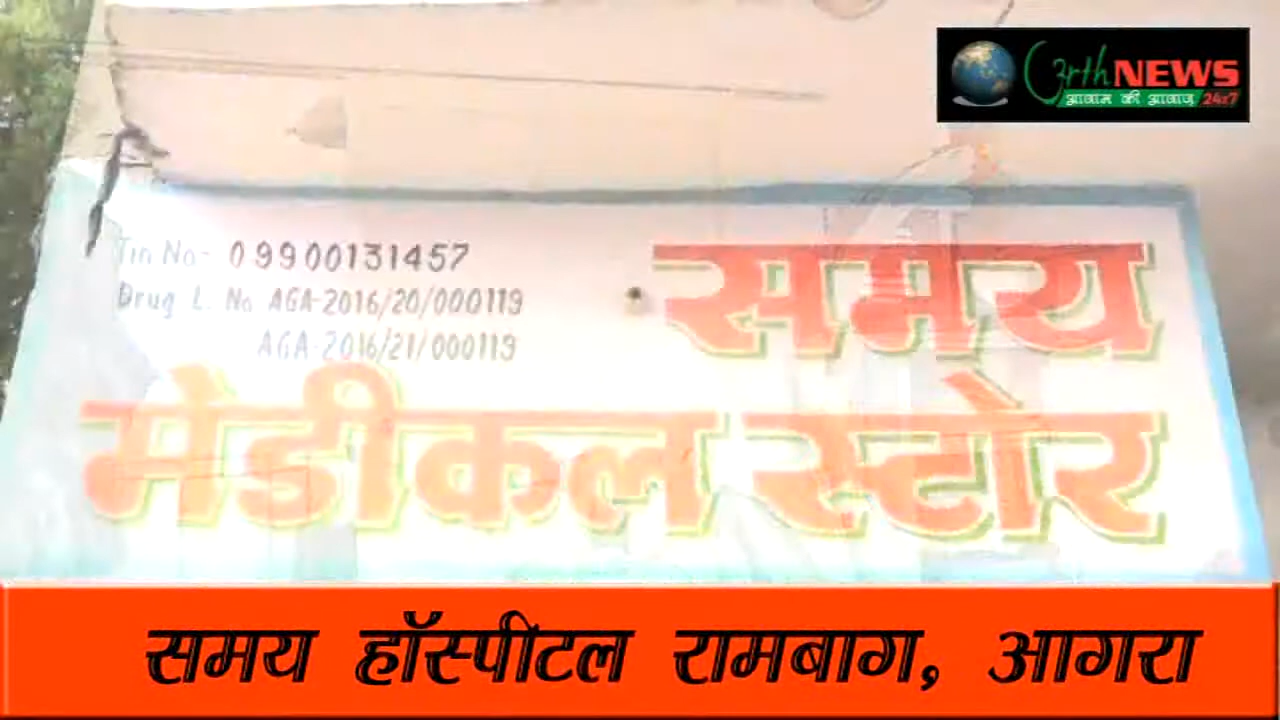 arth NEWS
आवाम की आवाज़ 24x7
Tin No- 09900131457
Drug L. No AGA-2016/20/000119
AGA-2016/21/000119
समय
मेडीकल स्टोर
समय हॉस्पीटल रामबाग, आगरा